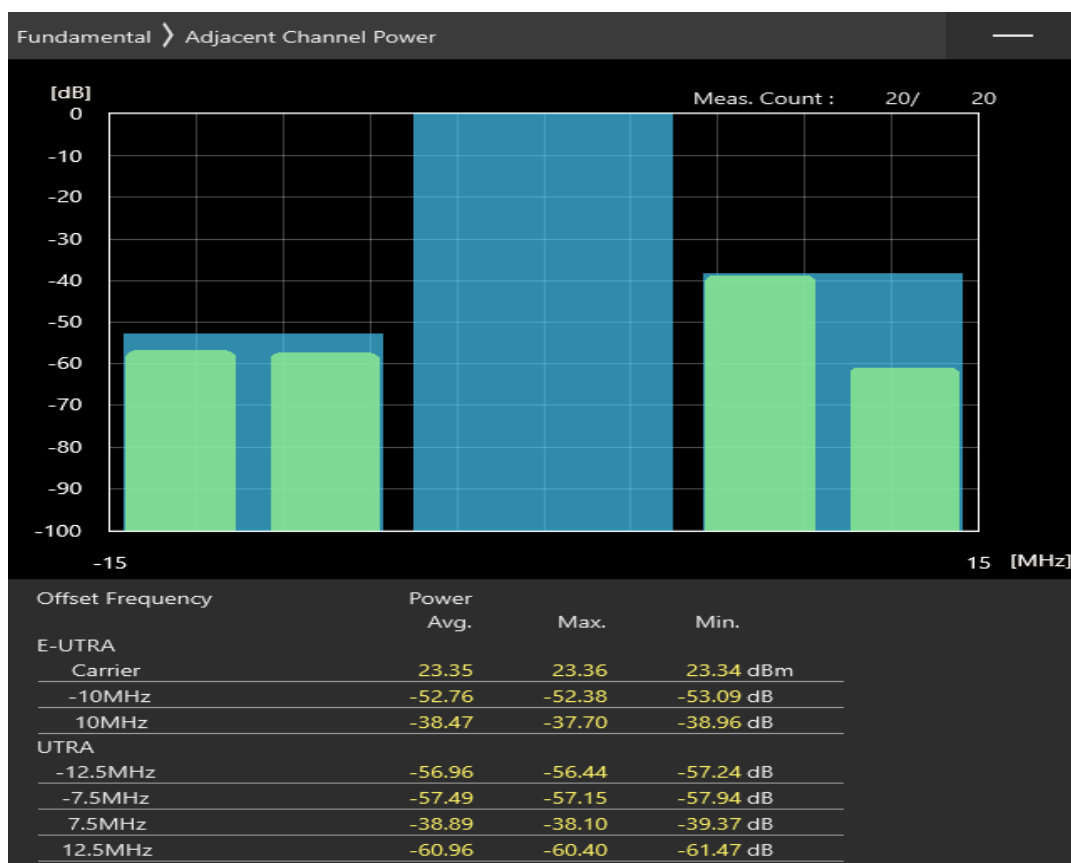 Fundamental 〉 Adjacent Channel Power
[dB]
Meas. Count : 20/ 20
0
-10
-20
-30
-40
-50
-60
-70
-80
-90
-100
-15 15 [MHz]
Offset Frequency Power
Avg. Max. Min.
E-UTRA
Carrier 23.35 23.36 23.34 dBm
-10MHz -52.76 -52.38 -53.09 dB
10MHz -38.47 -37.70 -38.96 dB
UTRA
-12.5MHz -56.96 -56.44 -57.24 dB
-7.5MHz -57.49 -57.15 -57.94 dB
7.5MHz -38.89 -38.10 -39.37 dB
12.5MHz -60.96 -60.40 -61.47 dB